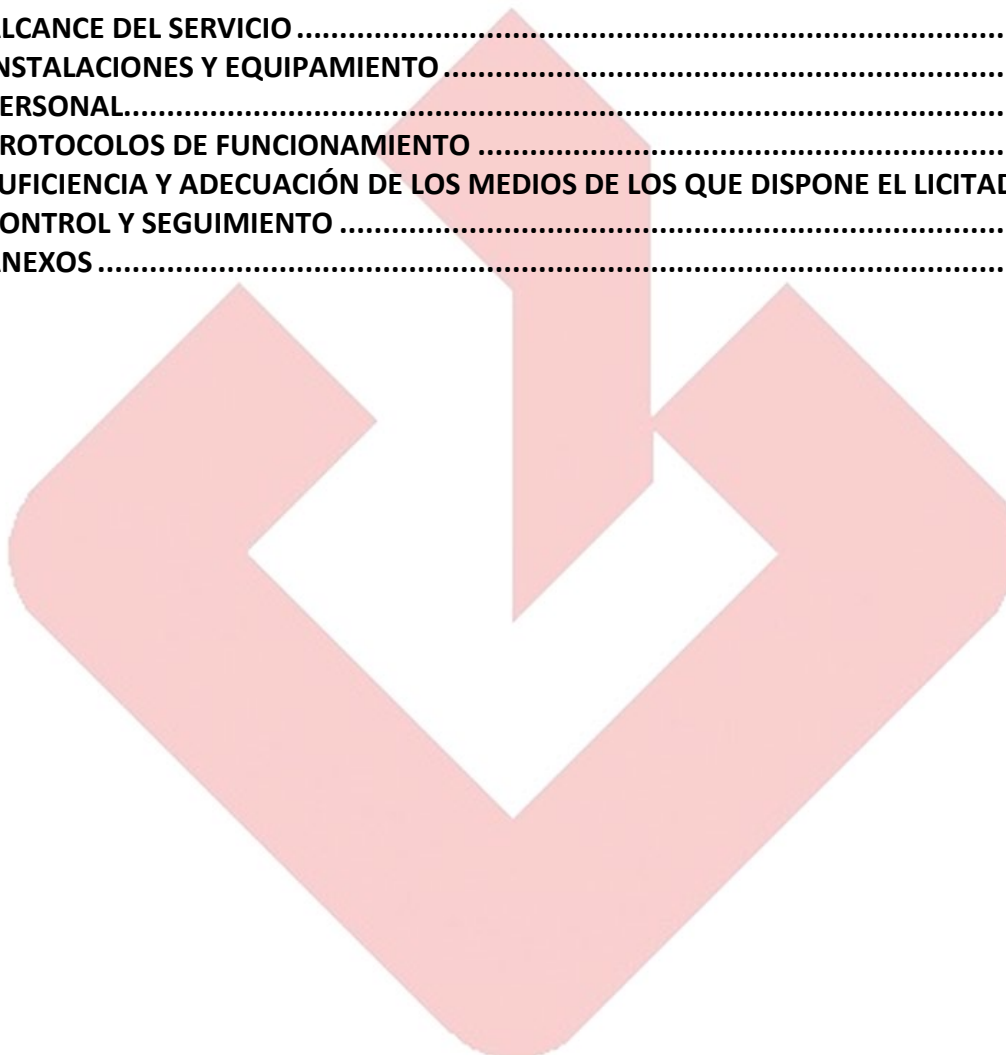 LCANCE DEL SERVICIO ..................................................................................
NSTALACIONES Y EQUIPAMIENTO .................................................................
ERSONAL......................................................................................................
ROTOCOLOS DE FUNCIONAMIENTO .............................................................
UFICIENCIA Y ADECUACIÓN DE LOS MEDIOS DE LOS QUE DISPONE EL LICITAD
ONTROL Y SEGUIMIENTO .............................................................................
NEXOS .........................................................................................................